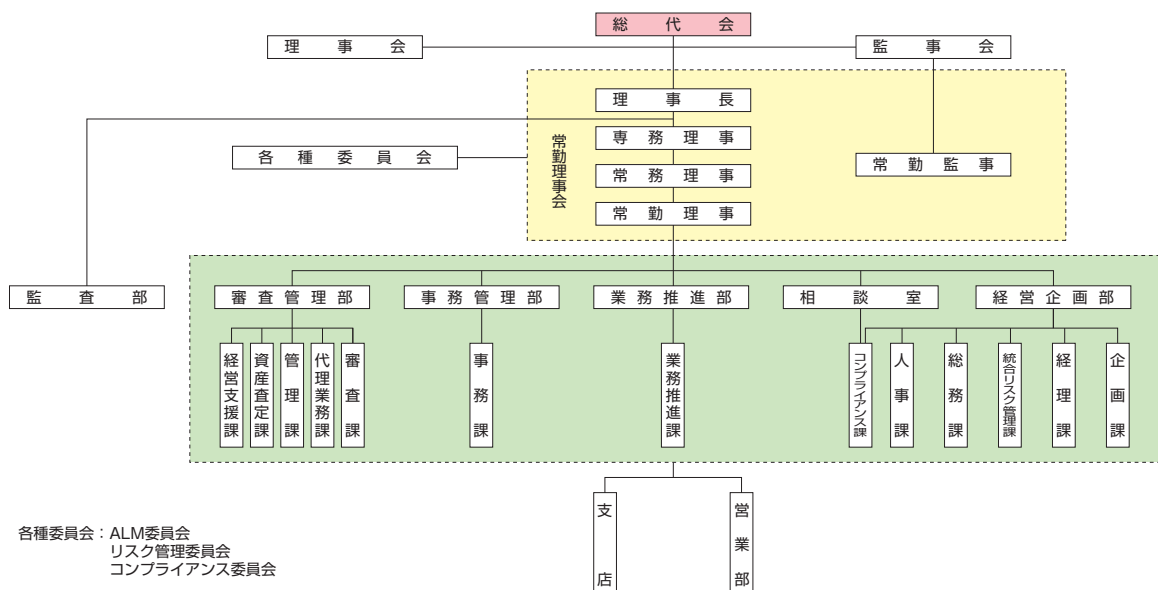 総代会
理事会
監事会
理事長
専務理事
常務理事
常勤理事
常勤理事会
各種委員会
常勤監事
監査部
審査管理部
事務管理部
業務推進部
相談室
経営企画部
経営支援課
資産査定課
管理課
代理業務課
審査課
事務課
業務推進課
コンプライアンス課
人事課
総務課
統合リスク管理課
経理課
企画課
支店
営業部
各種委員会：ALM委員会
リスク管理委員会
コンプライアンス委員会